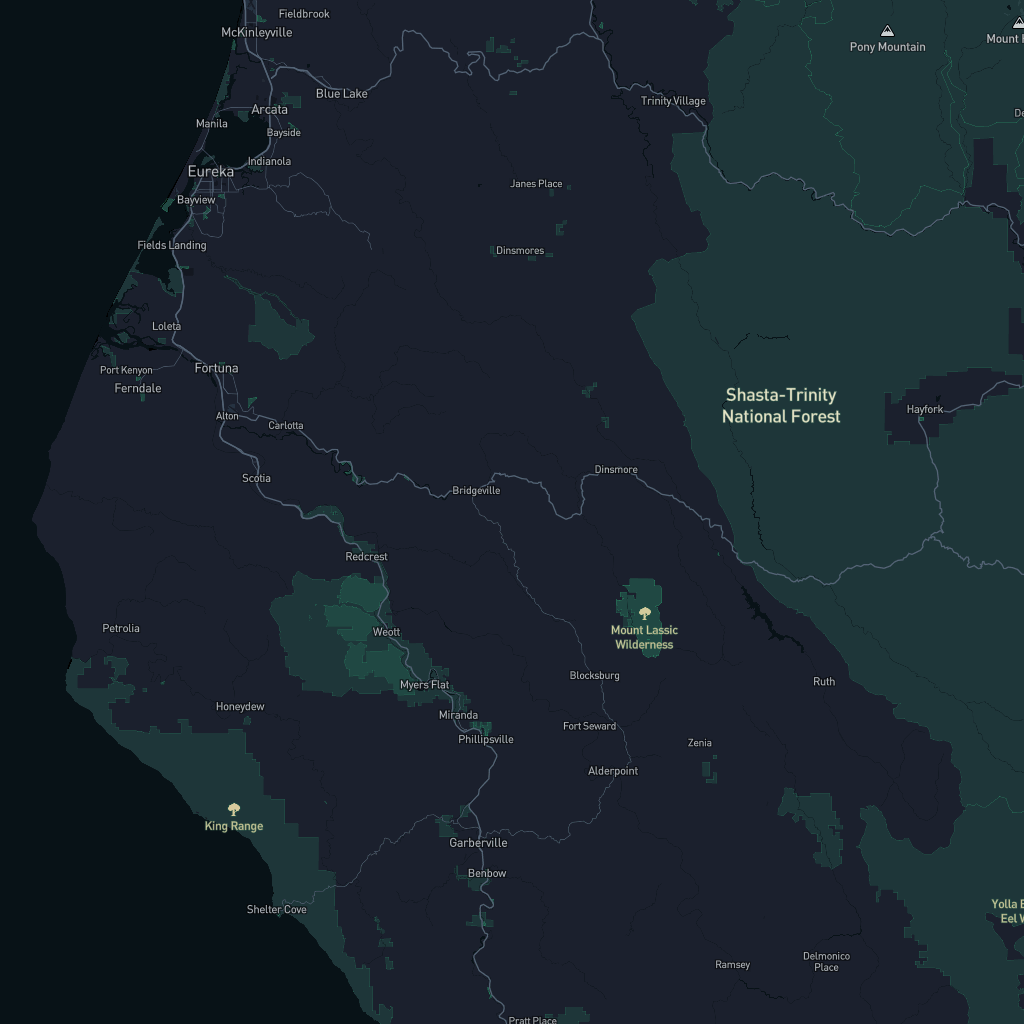 Fieldbrook
McKinleyville
Pony Mountain
Mount
Blue Lake
Trinity Village
Arcata
Manila
Bayside
Indianola
Eureka
Janes Place
Bayview
Fields Landing
Dinsmores
Loleta
Port Kenyon
Fortuna
Ferndale
Shasta-Trinity
National Forest
Hayfork
Alton
Carlotta
Scotia
Dinsmore
Bridgeville
Redcrest
Petrolia
Weott
Mount Lassic
Wilderness
Blocksburg
Ruth
Myers Flat
Honeydew
Miranda
Fort Seward
Phillipsville
Zenia
Alderpoint
King Range
Garberville
Benbow
Shelter Cove
Yolla
Eel W
Ramsey
Delmonico
Place
Pratt Place